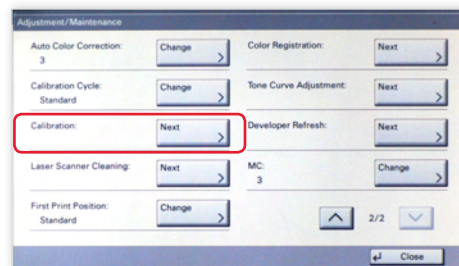 Adjustment/Maintenance
Auto Color Correction:
3
Change
Color Registration:
Next
Calibration Cycle:
Standard
Change
Tone Curve Adjustment:
Next
Calibration:
Next
Developer Refresh:
Next
Laser Scanner Cleaning:
Next
MC:
3
Change
First Print Position:
Standard
Change
2/2
Close